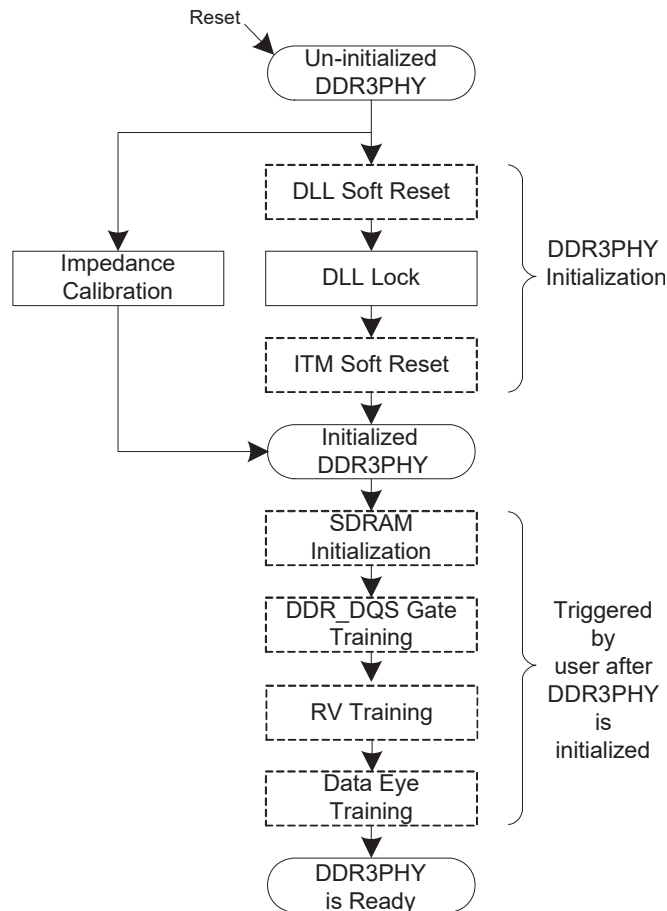 Reset
Un-initialized
DDR3PHY
DLL Soft Reset
Impedance
Calibration
DLL Lock
DDR3PHY
Initialization
ITM Soft Reset
Initialized
DDR3PHY
SDRAM
Initialization
DDR_DQS Gate
Training
RV Training
Data Eye
Training
Triggered
by
user after
DDR3PHY
is
initialized
DDR3PHY
is Ready